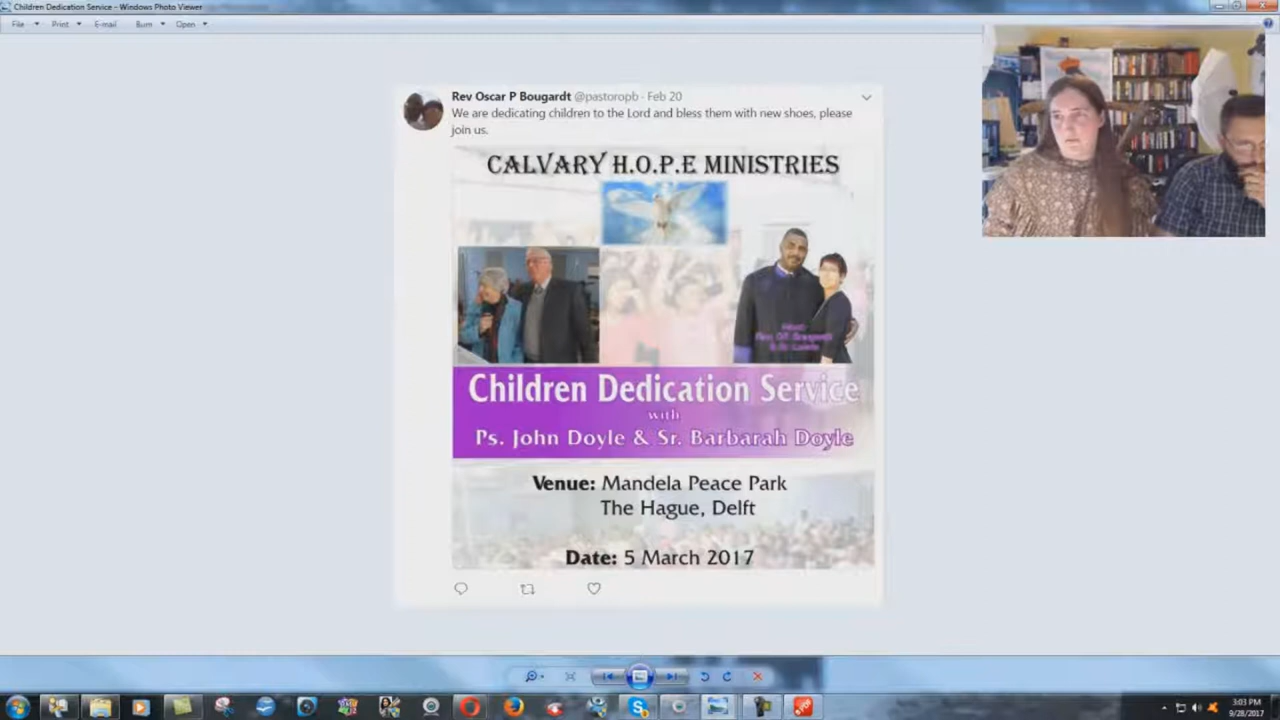 Children Dedication Service - Windows Photo Viewer
File Print E-mail Burn Open
Rev Oscar P Bougardt @pastoropb · Feb 20
We are dedicating children to the Lord and bless them with new shoes, please
join us.
CALVARY H.O.P.E MINISTRIES
Children Dedication Service
with
Ps. John Doyle & Sr. Barbarah Doyle
Venue: Mandela Peace Park
The Hague, Delft
Date: 5 March 2017
3:03 PM
9/28/2017